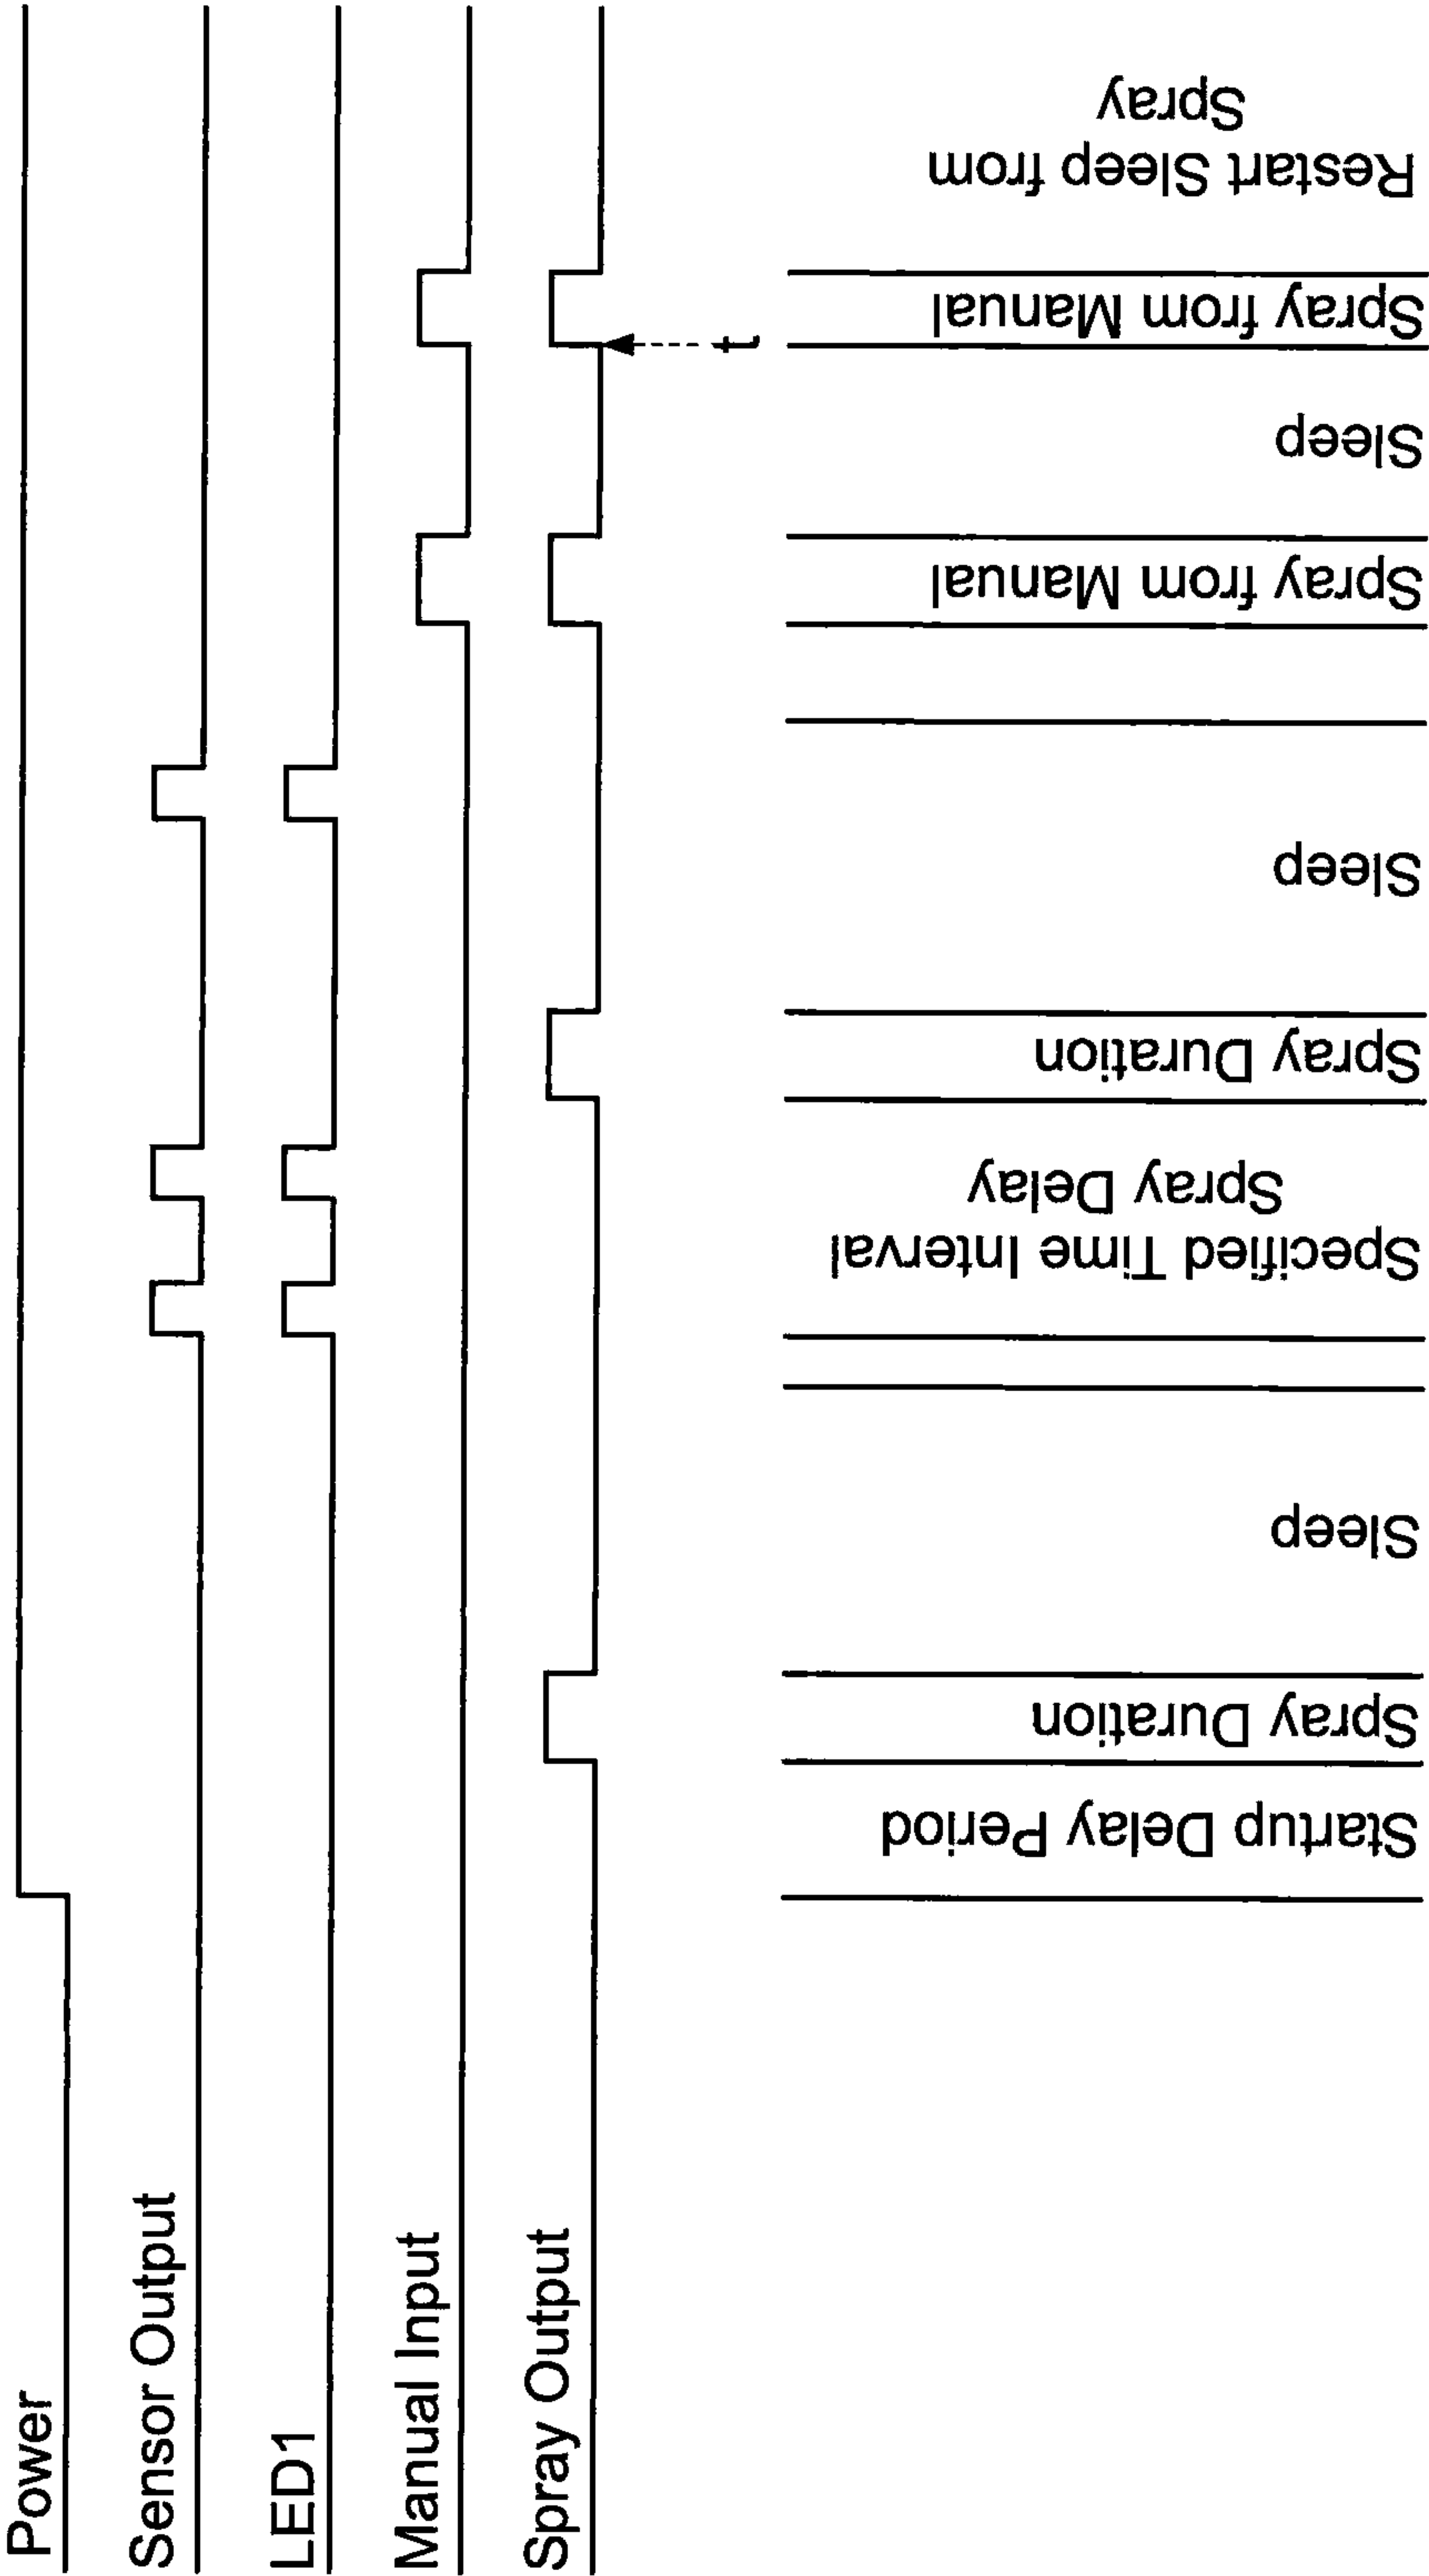 Power
Sensor Output
LED1
Manual Input
Spray Output
t
Startup Delay Period
Spray Duration
Sleep
Specified Time Interval
Spray Delay
Spray Duration
Sleep
Spray from Manual
Sleep
Spray from Manual
Restart Sleep from
Spray